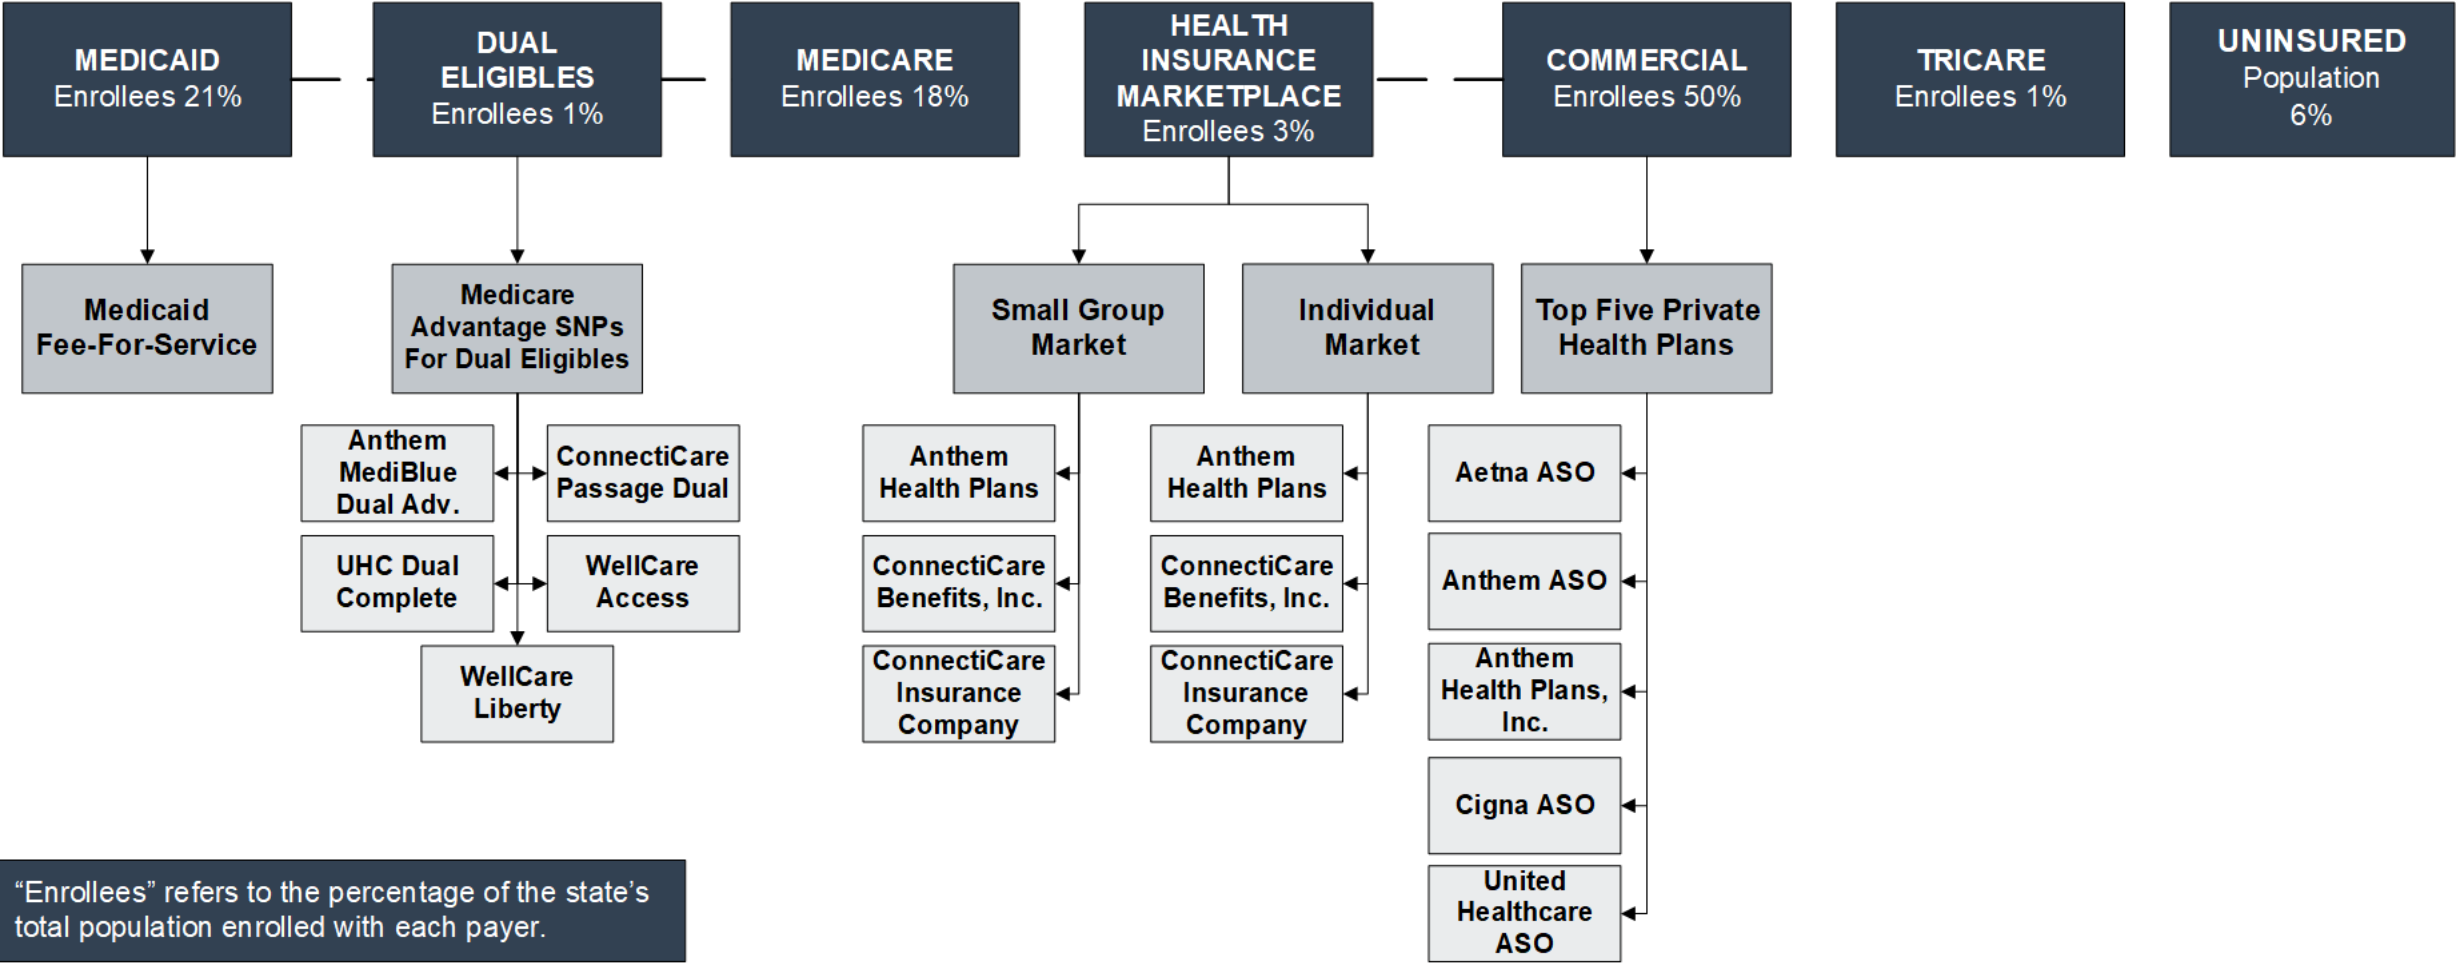 MEDICAID
Enrollees 21%
DUAL
ELIGIBLES
Enrollees 1%
MEDICARE
Enrollees 18%
HEALTH
INSURANCE
MARKETPLACE
Enrollees 3%
COMMERCIAL
Enrollees 50%
TRICARE
Enrollees 1%
UNINSURED
Population
6%
Medicaid
Fee-For-Service
Medicare
Advantage SNPs
For Dual Eligibles
Small Group
Market
Individual
Market
Top Five Private
Health Plans
Anthem
MediBlue
Dual Adv.
ConnectiCare
Passage Dual
UHC Dual
Complete
WellCare
Access
WellCare
Liberty
Anthem
Health Plans
ConnectiCare
Benefits, Inc.
ConnectiCare
Insurance
Company
Anthem
Health Plans
ConnectiCare
Benefits, Inc.
ConnectiCare
Insurance
Company
Aetna ASO
Anthem ASO
Anthem
Health Plans,
Inc.
Cigna ASO
United
Healthcare
ASO
“Enrollees” refers to the percentage of the state’s
total population enrolled with each payer.